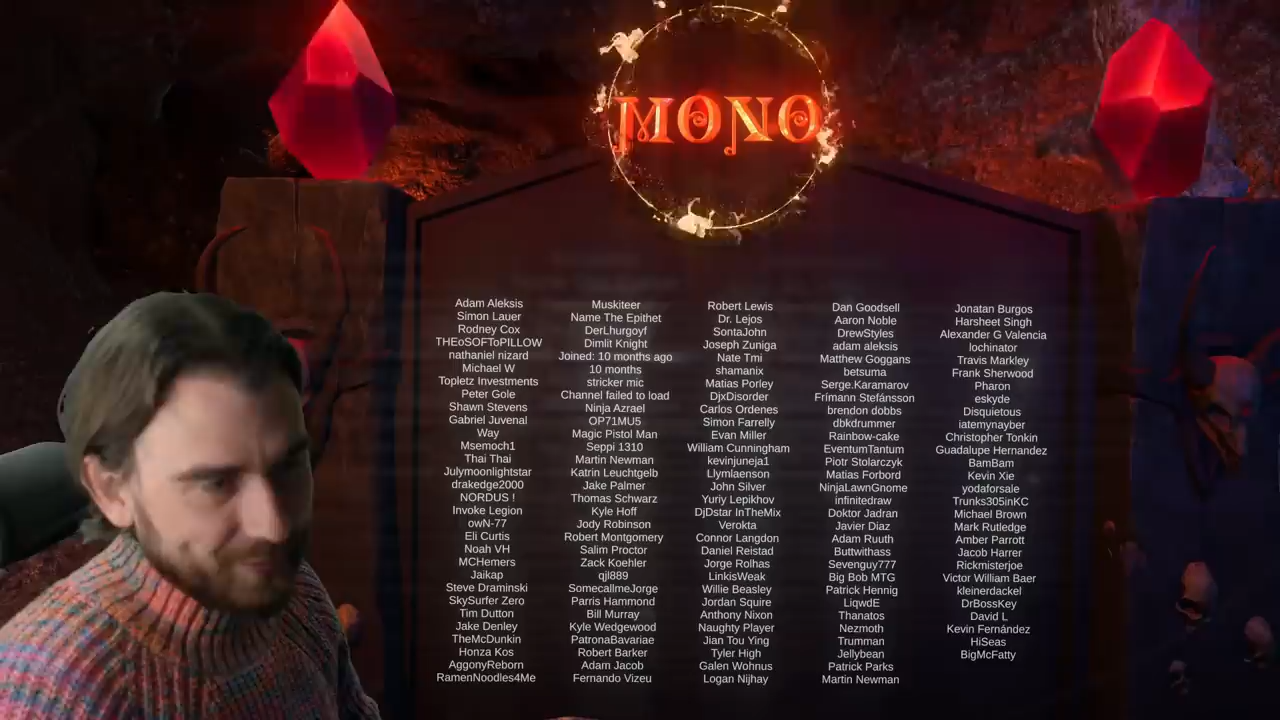 MONO
Adam Aleksis
Simon Lauer
Rodney Cox
THEoSOFToPILLOW
nathaniel nizard
Michael W
Topletz Investments
Peter Gole
Shawn Stevens
Gabriel Juvenal
Way
Msemoch1
Thai Thai
Julymoonlightstar
drakedge2000
NORDUS !
Invoke Legion
owN-77
Eli Curtis
Noah VH
MCHemers
Jaikap
Steve Draminski
SkySurfer Zero
Tim Dutton
Jake Denley
TheMcDunkin
Honza Kos
AggonyReborn
RamenNoodles4Me
Muskiteer
Name The Epithet
DerLhurgoyf
Dimlit Knight
Joined: 10 months ago
10 months
stricker mic
Channel failed to load
Ninja Azrael
OP71MU5
Magic Pistol Man
Seppi 1310
Martin Newman
Katrin Leuchtgelb
Jake Palmer
Thomas Schwarz
Kyle Hoff
Jody Robinson
Robert Montgomery
Salim Proctor
Zack Koehler
qjl889
SomecallmeJorge
Parris Hammond
Bill Murray
Kyle Wedgewood
PatronaBavariae
Robert Barker
Adam Jacob
Fernando Vizeu
Robert Lewis
Dr. Lejos
SontaJohn
Joseph Zuniga
Nate Tmi
shamanix
Matias Porley
DjxDisorder
Carlos Ordenes
Simon Farrelly
Evan Miller
William Cunningham
kevinjuneja1
Llymlaenson
John Silver
Yuriy Lepikhov
DjDstar InTheMix
Verokta
Connor Langdon
Daniel Reistad
Jorge Rolhas
LinkisWeak
Willie Beasley
Jordan Squire
Anthony Nixon
Naughty Player
Jian Tou Ying
Tyler High
Galen Wohnus
Logan Nijhay
Dan Goodsell
Aaron Noble
DrewStyles
adam aleksis
Matthew Goggans
betsuma
Serge.Karamarov
Frímann Stefánsson
brendon dobbs
dbkdrummer
Rainbow-cake
EventumTantum
Piotr Stolarczyk
Matias Forbord
NinjaLawnGnome
infinitedraw
Doktor Jadran
Javier Diaz
Adam Ruuth
Buttwithass
Sevenguy777
Big Bob MTG
Patrick Hennig
LiqwdE
Thanatos
Nezmoth
Trumman
Jellybean
Patrick Parks
Martin Newman
Jonatan Burgos
Harsheet Singh
Alexander G Valencia
lochinator
Travis Markley
Frank Sherwood
Pharon
eskyde
Disquietous
iatemynayber
Christopher Tonkin
Guadalupe Hernandez
BamBam
Kevin Xie
yodaforsale
Trunks305inKC
Michael Brown
Mark Rutledge
Amber Parrott
Jacob Harrer
Rickmisterjoe
Victor William Baer
kleinerdackel
DrBossKey
David L
Kevin Fernández
HiSeas
BigMcFatty